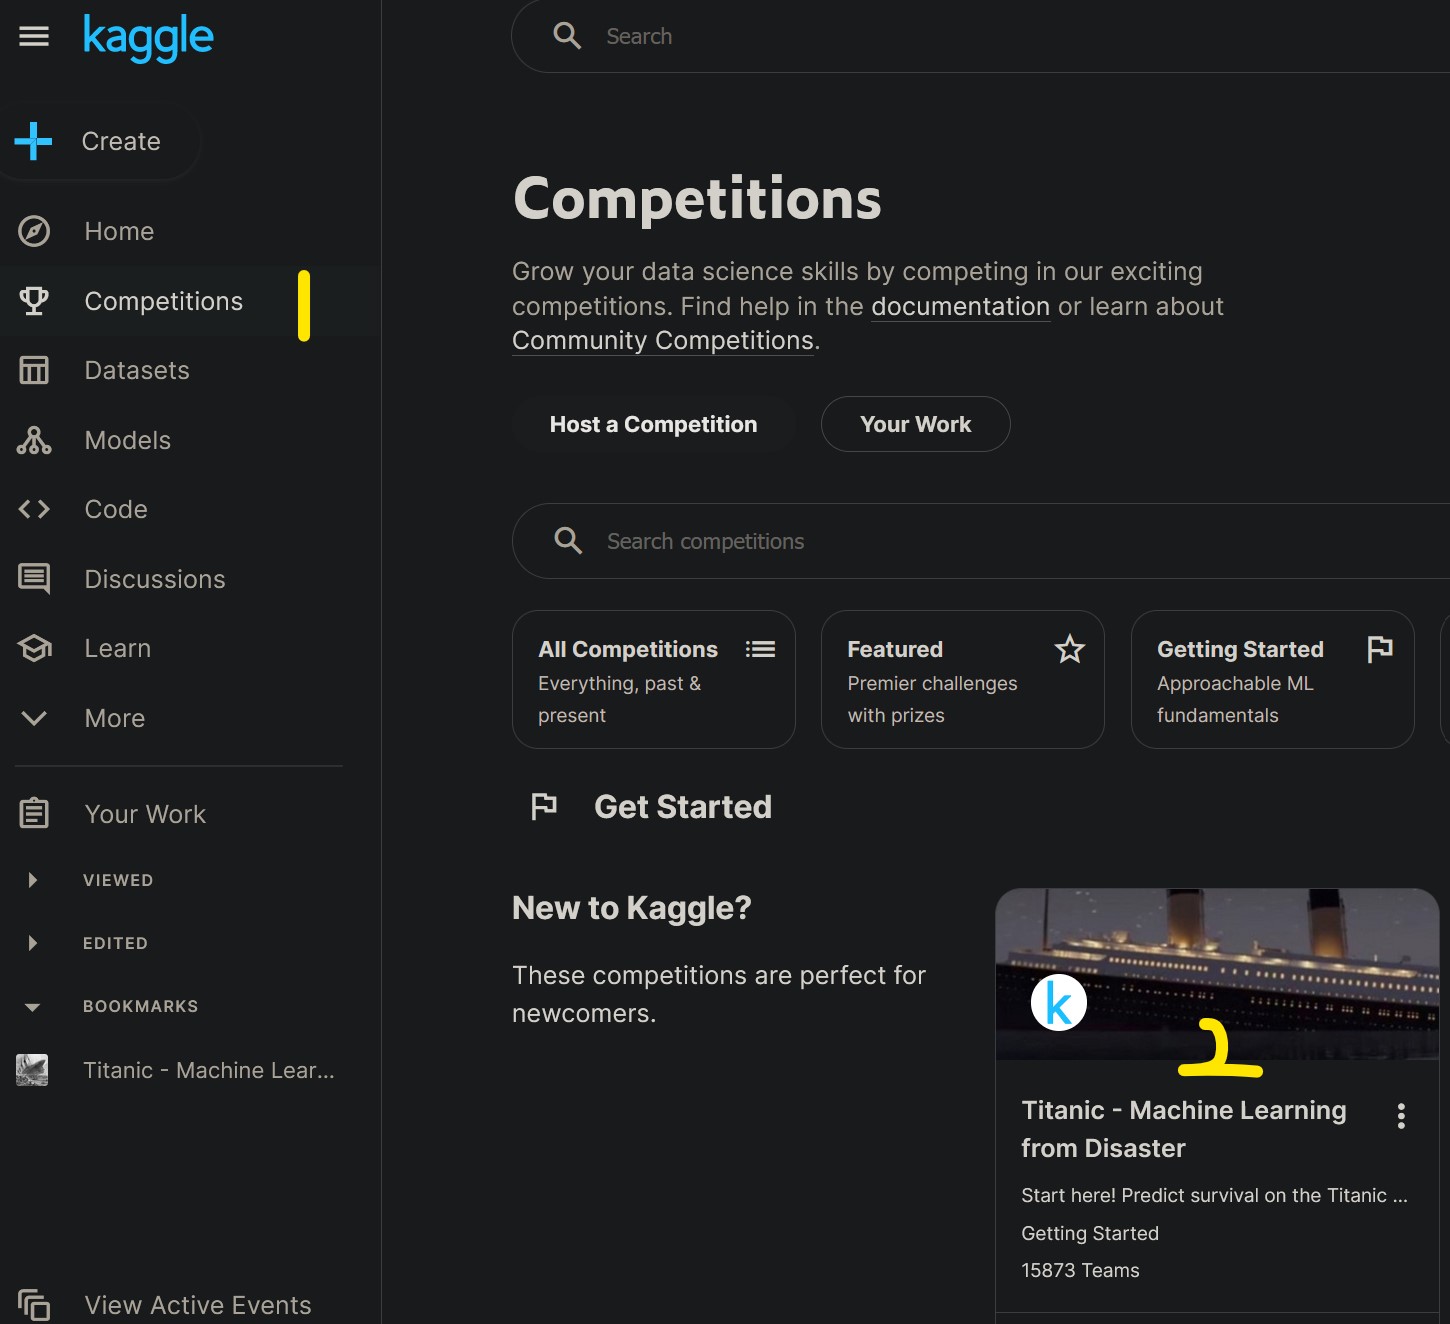 kaggle
Search
Create
Home
Competitions
Datasets
Models
Code
Discussions
Learn
More
Your Work
VIEWED
EDITED
BOOKMARKS
Titanic - Machine Lear...
View Active Events
Competitions
Grow your data science skills by competing in our exciting
competitions. Find help in the documentation or learn about
Community Competitions.
Host a Competition
Your Work
Search competitions
All Competitions
Everything, past &
present
Featured
Premier challenges
with prizes
Getting Started
Approachable ML
fundamentals
Get Started
New to Kaggle?
These competitions are perfect for
newcomers.
k
Titanic - Machine Learning
from Disaster
Start here! Predict survival on the Titanic ...
Getting Started
15873 Teams